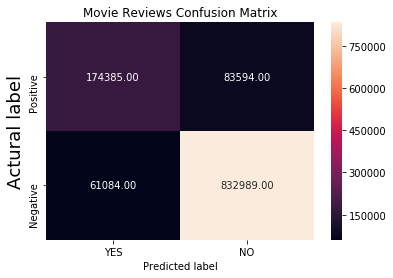 Movie Reviews Confusion Matrix
Actural label
Positive
174385.00
83594.00
Negative
61084.00
832989.00
YES
NO
Predicted label
750000
600000
450000
300000
150000